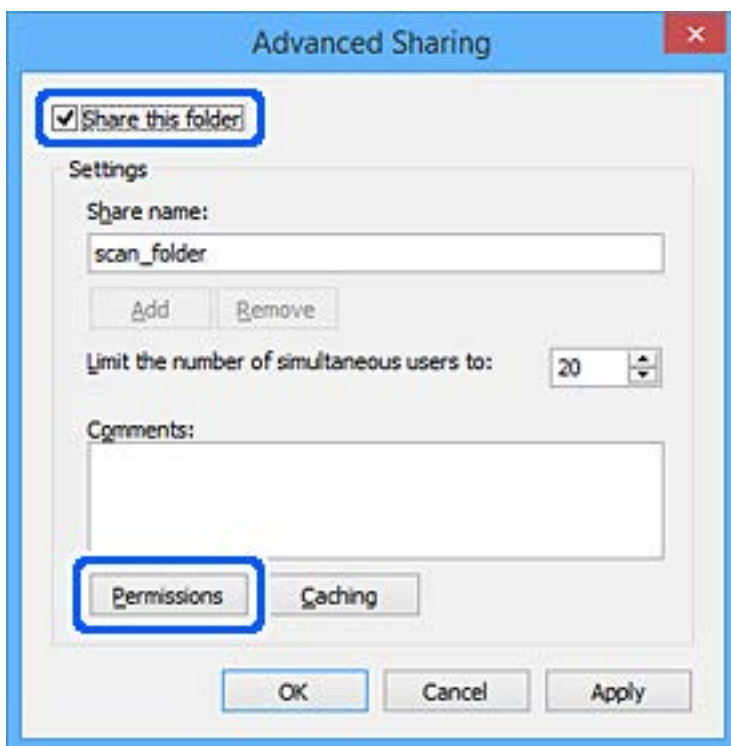 Advanced Sharing
Share this folder
Settings
Share name:
scan_folder
Add Remove
Limit the number of simultaneous users to: 20
Comments:
Permissions Caching
OK Cancel Apply